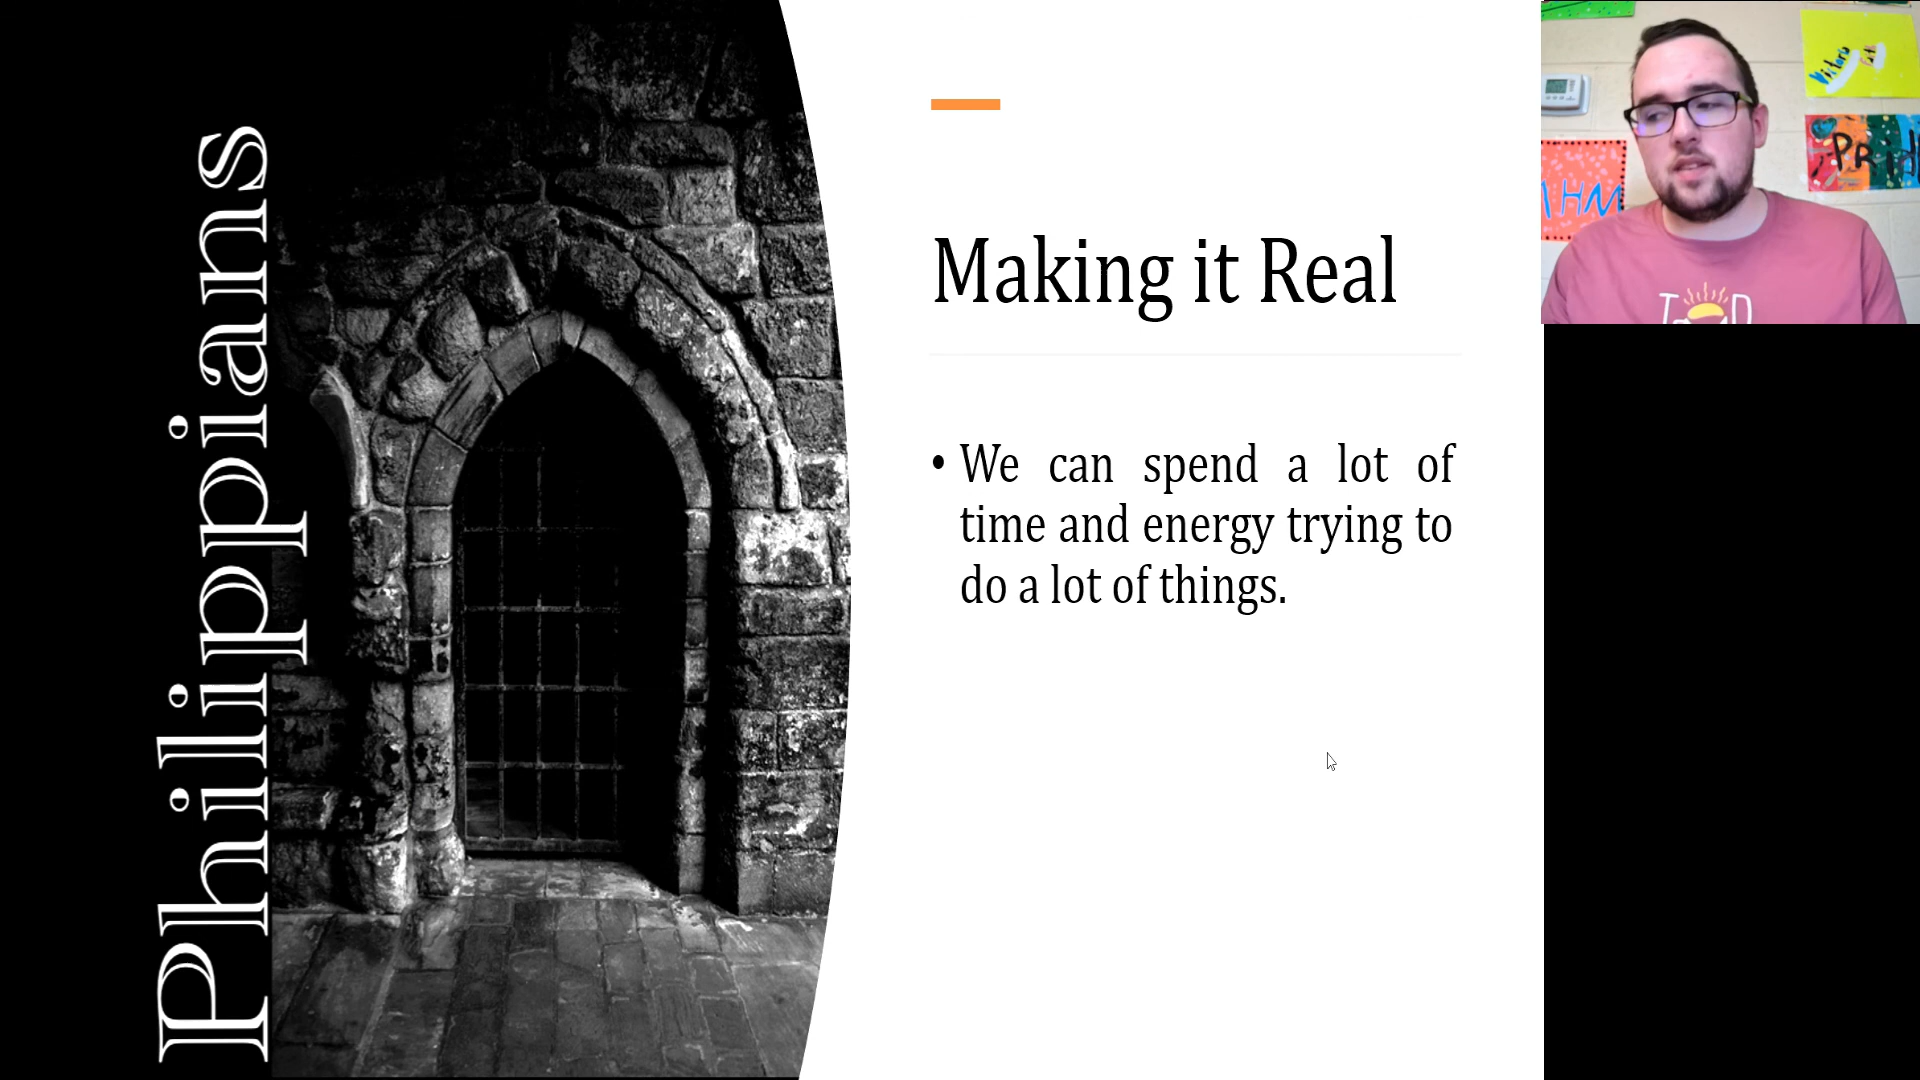 Philippians
Making it Real
• We can spend a lot of
time and energy trying to
do a lot of things.